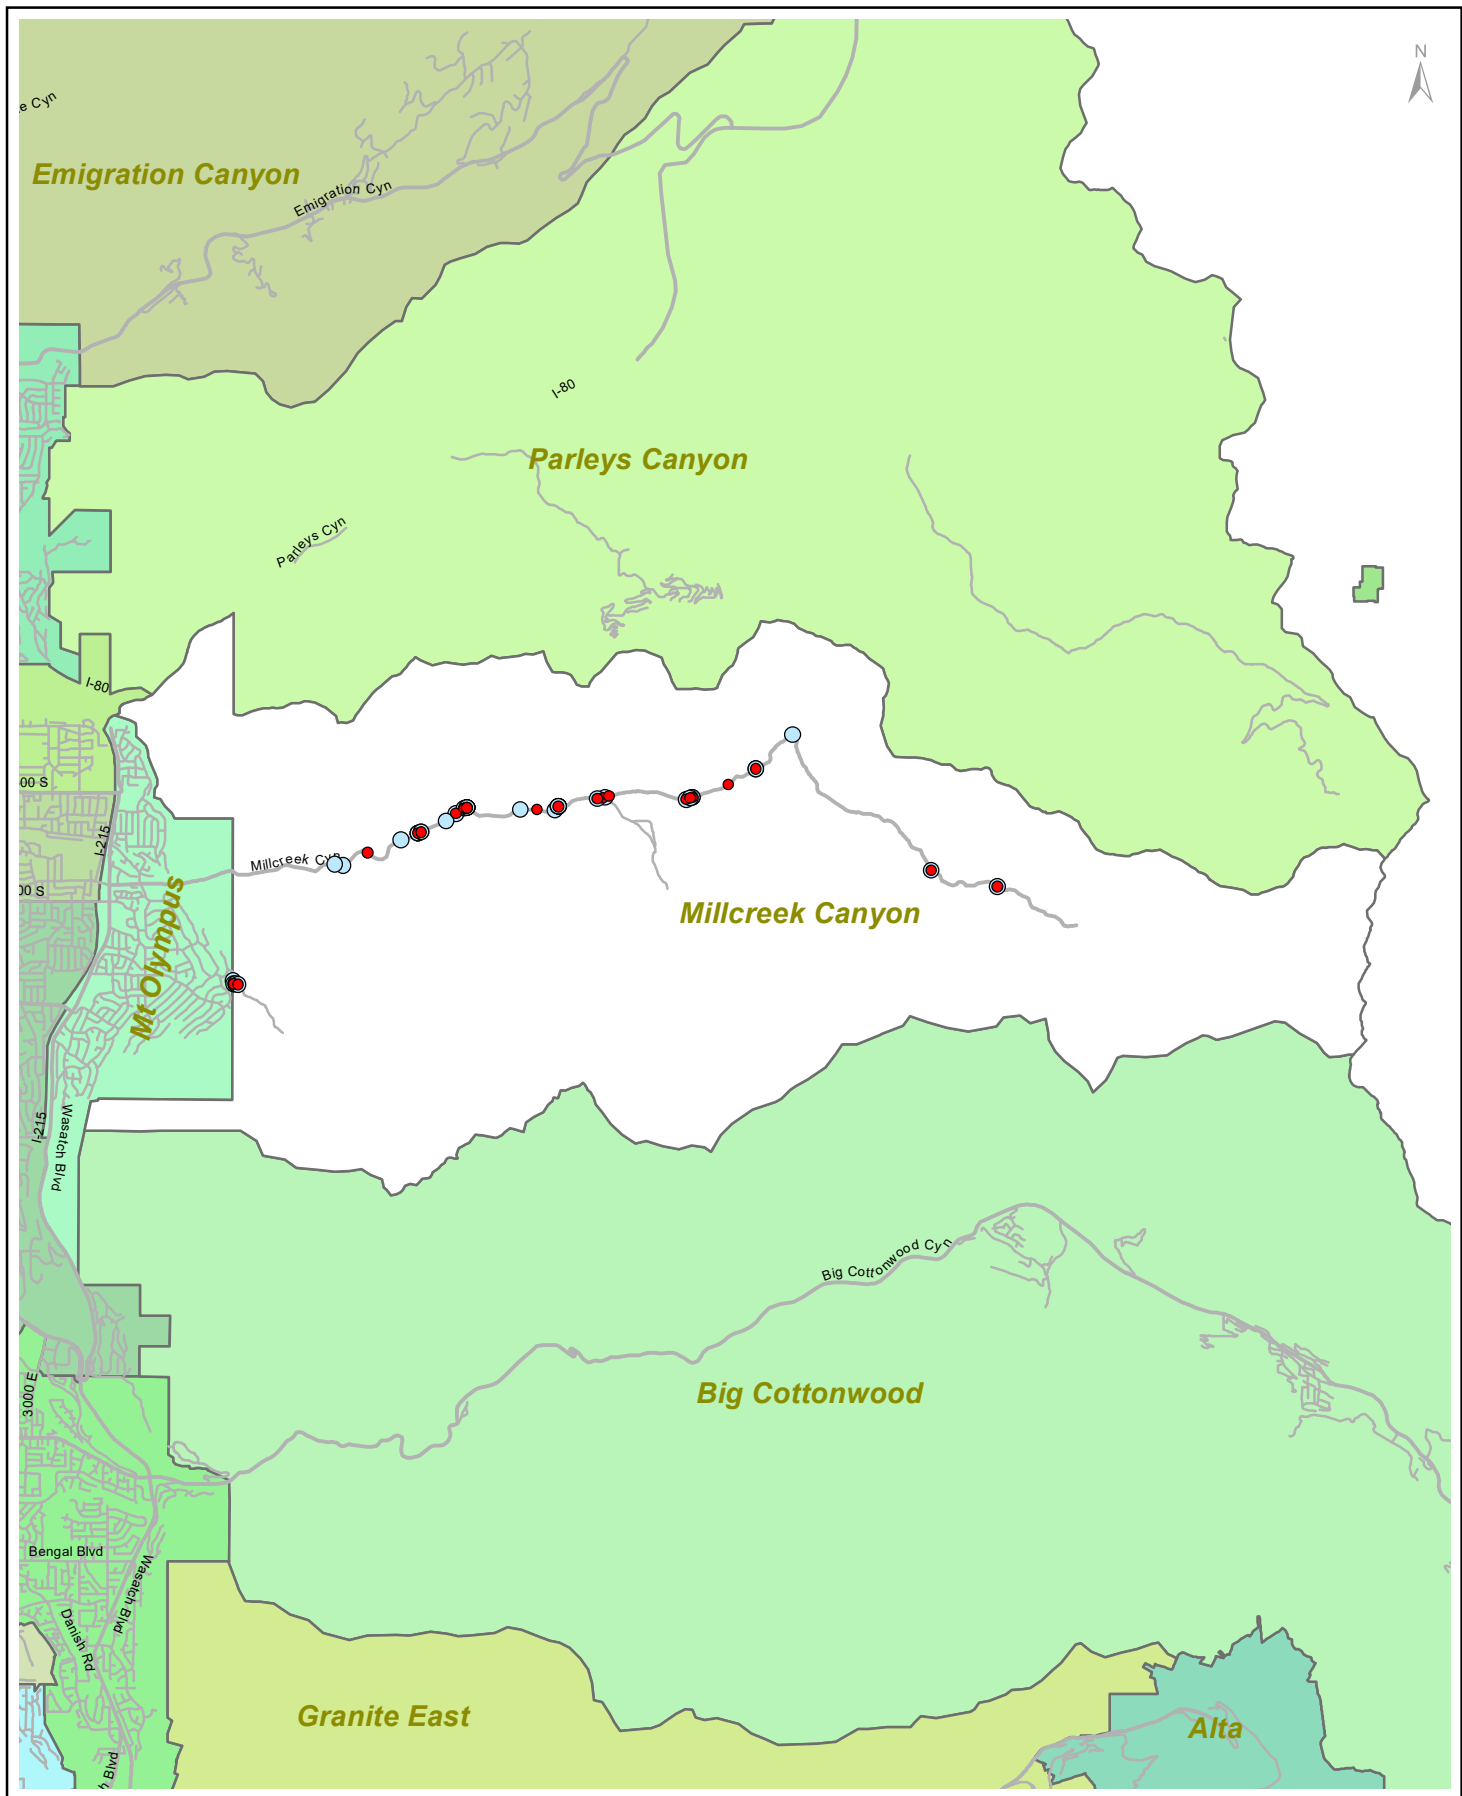 N
e Cyn
Emigration Canyon
Emigration Cyn
I-80
Parleys Canyon
Parleys Cyn
I-80
00 S
I-215
Millcreek Cyn
00 S
Millcreek Canyon
Mt Olympus
I-215
Wasatch Blvd
Big Cottonwood Cyn
3000 E
Big Cottonwood
Bengal Blvd
Wasatch Blvd
Danish Rd
Granite East
Alta
h Blvd